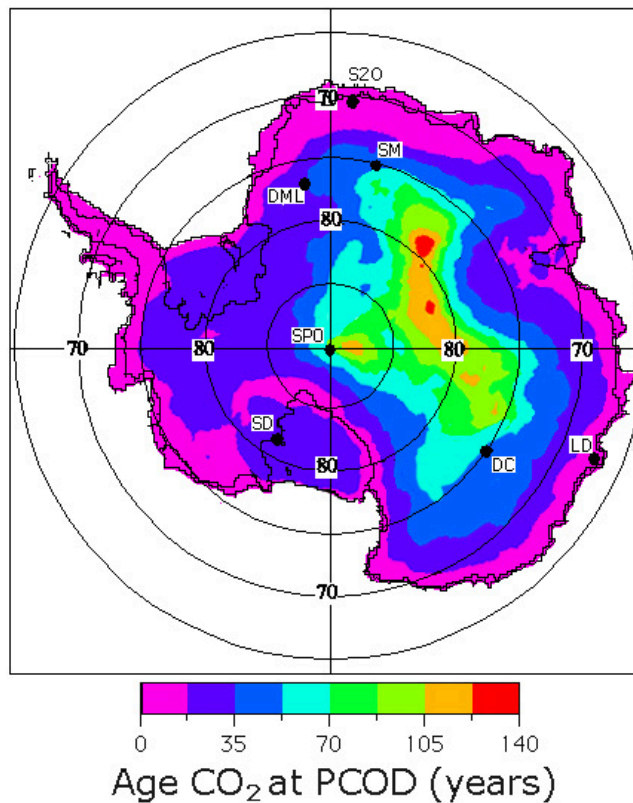 S20
70
SM
DML
80
SPO
70 80 80 70
SD
80
DC
LD
70
0 35 70 105 140
Age CO₂ at PCOD (years)